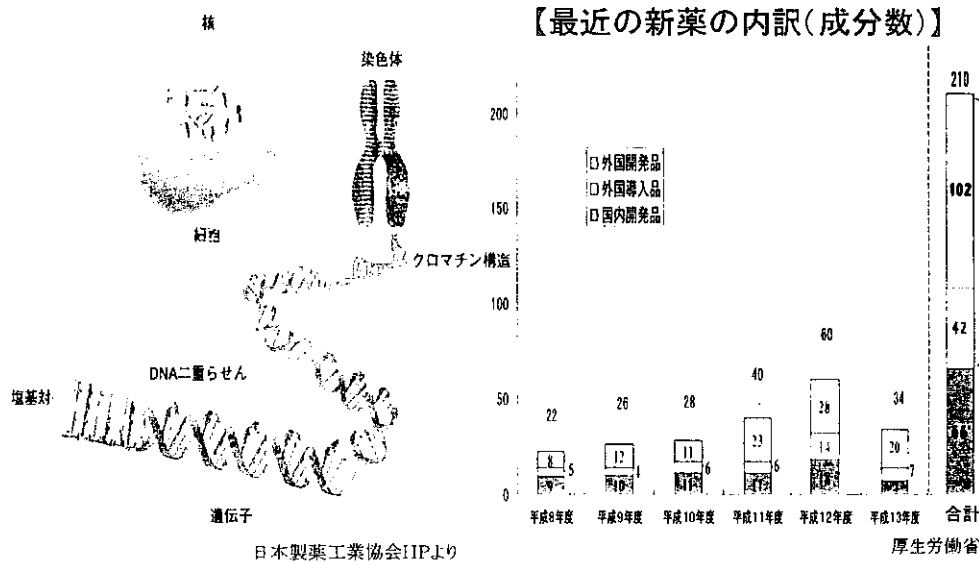 核
染色体
細胞
クロマチン構造
DNA二重らせん
塩基対
遺伝子
日本製薬工業協会HPより
【最近の新薬の内訳(成分数)】
200
150
100
50
0
外国開発品
外国導入品
国内開発品
22
8
5
9
平成8年度
26
12
10
平成9年度
28
11
6
11
平成10年度
40
23
6
11
平成11年度
60
28
14
平成12年度
34
20
7
平成13年度
210
102
42
66
合計
厚生労働省